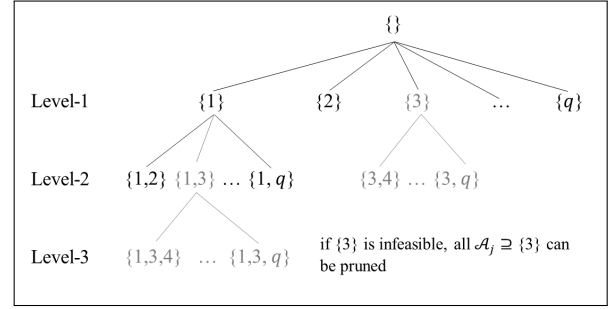 {}
Level-1 {1} {2} {3} … {q}
Level-2 {1,2} {1,3} … {1, q} {3,4} … {3, q}
Level-3 {1,3,4} … {1,3, q}
if {3} is infeasible, all 𝒜ⱼ ⊇ {3} can
be pruned